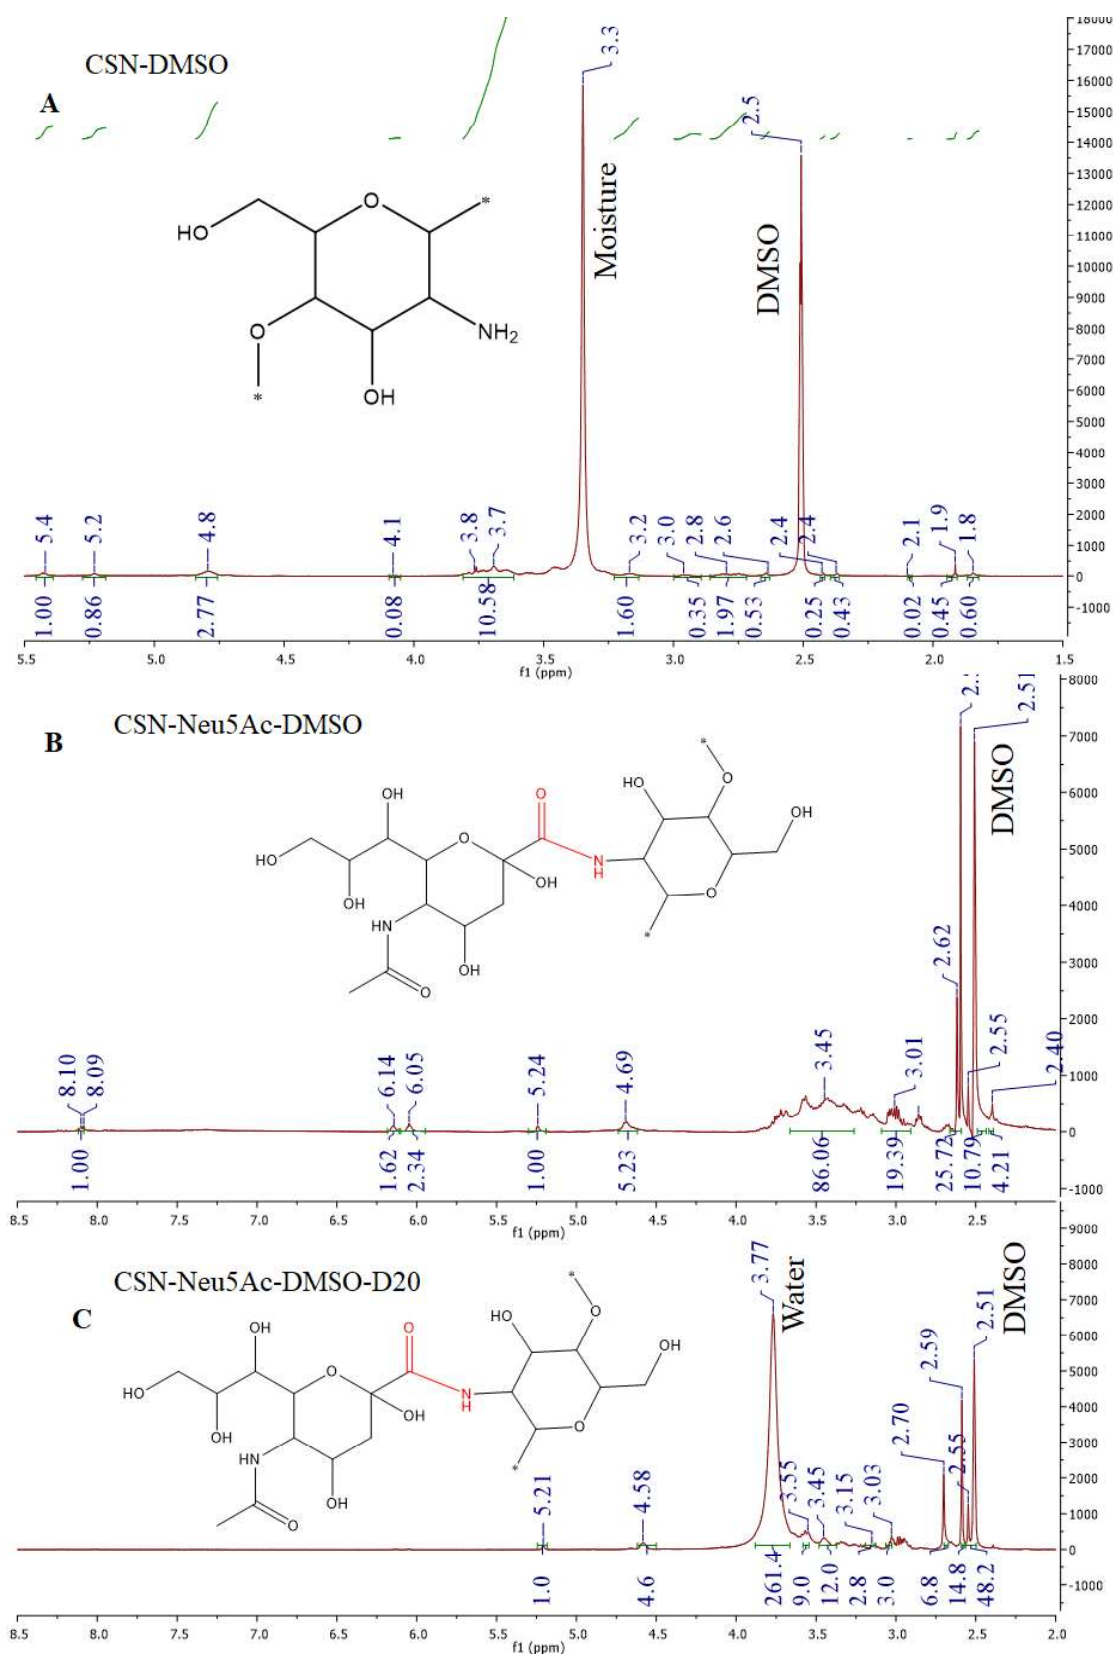 CSN-DMSO
A
3.3
2.5
Moisture
DMSO
HO
O
*
O
NH2
OH
*
5.4
5.2
4.8
4.1
3.8
3.7
3.2
3.0
2.8
2.6
2.4
2.4
2.1
1.9
1.8
1.00
0.86
2.77
0.08
10.58
1.60
0.35
1.97
0.53
0.25
0.43
0.02
0.45
0.60
18000
17000
16000
15000
14000
13000
12000
11000
10000
9000
8000
7000
6000
5000
4000
3000
2000
1000
0
-1000
5.5 5.0 4.5 4.0 3.5 3.0 2.5 2.0 1.5
f1 (ppm)
CSN-Neu5Ac-DMSO
B
2.51
DMSO
OH
O
O
HO
O
*
HO
OH
HN
OH
O
OH
N
H
O
OH
*
8.10
8.09
6.14
6.05
5.24
4.69
3.45
3.01
2.62
2.55
2.40
1.00
1.62
2.34
1.00
5.23
86.06
19.39
25.72
10.79
4.21
8000
7000
6000
5000
4000
3000
2000
1000
0
-1000
8.5 8.0 7.5 7.0 6.5 6.0 5.5 5.0 4.5 4.0 3.5 3.0 2.5
f1 (ppm)
CSN-Neu5Ac-DMSO-D20
C
3.77
Water
DMSO
OH
O
O
HO
O
*
HO
OH
HN
OH
O
OH
N
H
O
OH
*
5.21
4.58
3.55
3.45
3.15
3.03
2.70
2.59
2.55
2.51
1.0
4.6
261.4
9.0
12.0
2.8
3.0
6.8
14.8
48.2
9000
8000
7000
6000
5000
4000
3000
2000
1000
0
-1000
8.5 8.0 7.5 7.0 6.5 6.0 5.5 5.0 4.5 4.0 3.5 3.0 2.5 2.0
f1 (ppm)